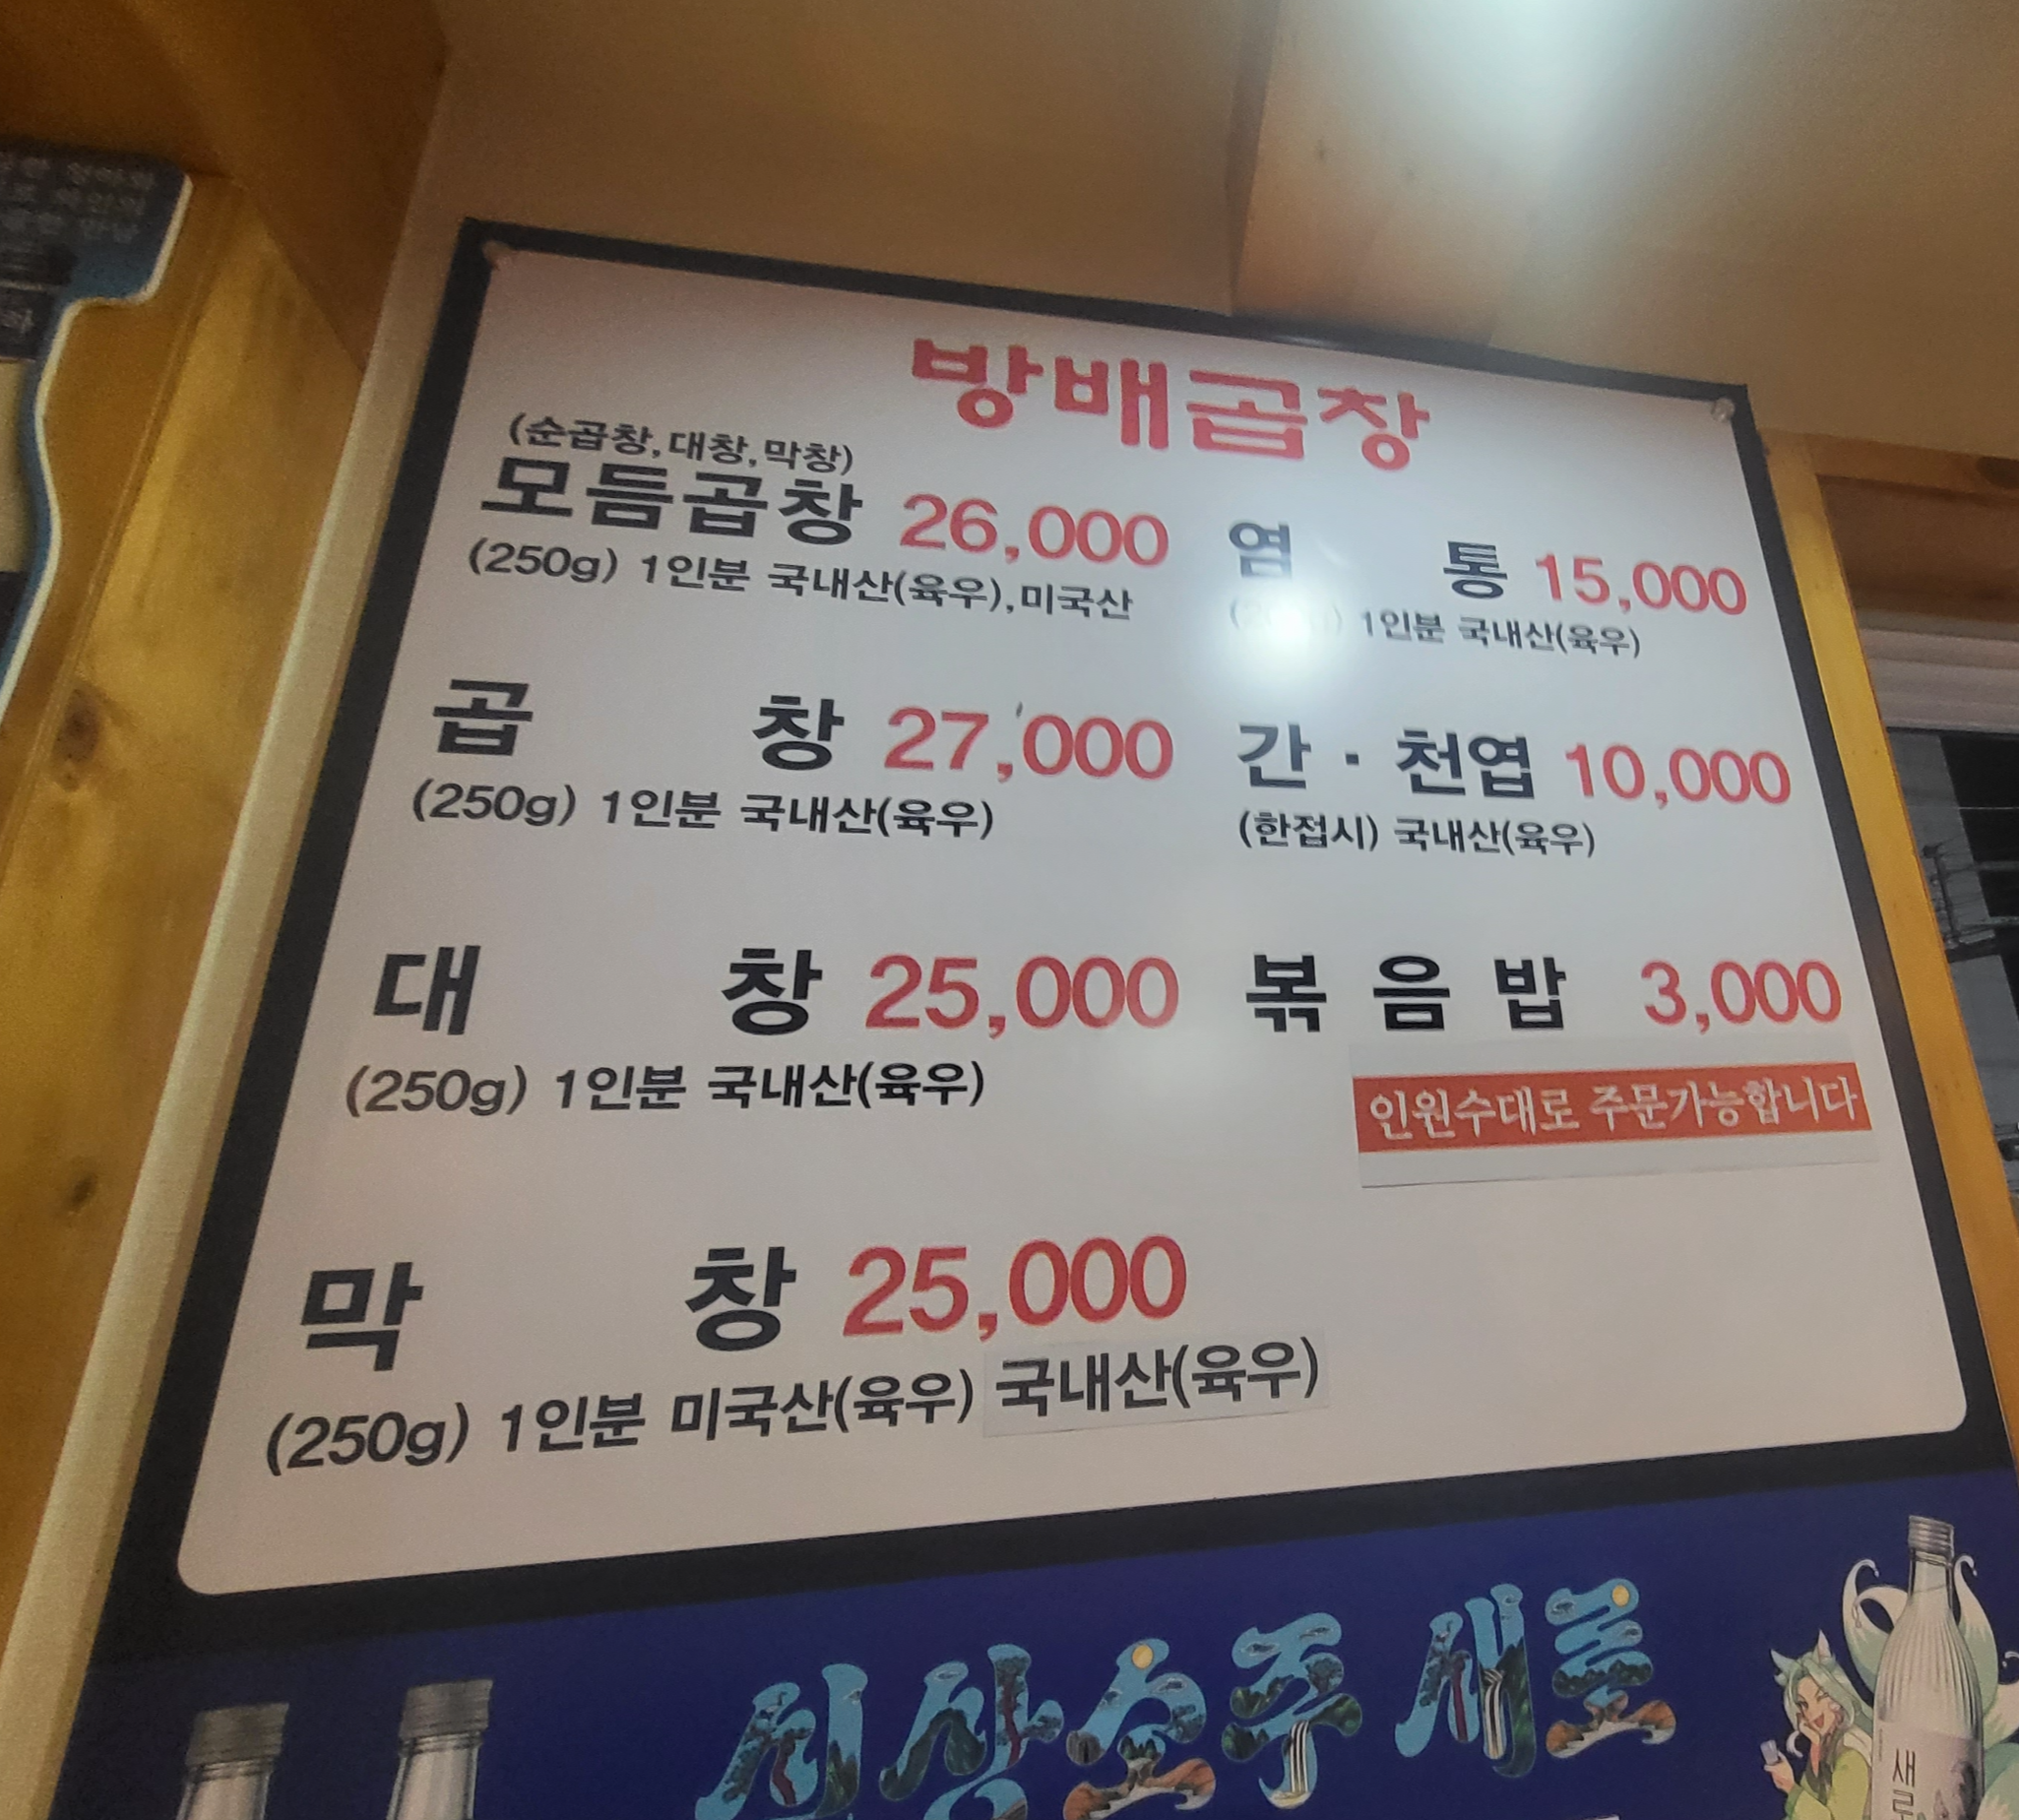 방배곱창
(순곱창,대창,막창)
모듬곱창 26,000
(250g) 1인분 국내산(육우),미국산
곱 창 27,000
(250g) 1인분 국내산(육우)
대 창 25,000
(250g) 1인분 국내산(육우)
막 창 25,000
(250g) 1인분 미국산(육우) 국내산(육우)
염 통 15,000
1인분 국내산(육우)
간 · 천엽 10,000
(한접시) 국내산(육우)
볶음밥 3,000
인원수대로 주문가능합니다
신상소주 새로
새로